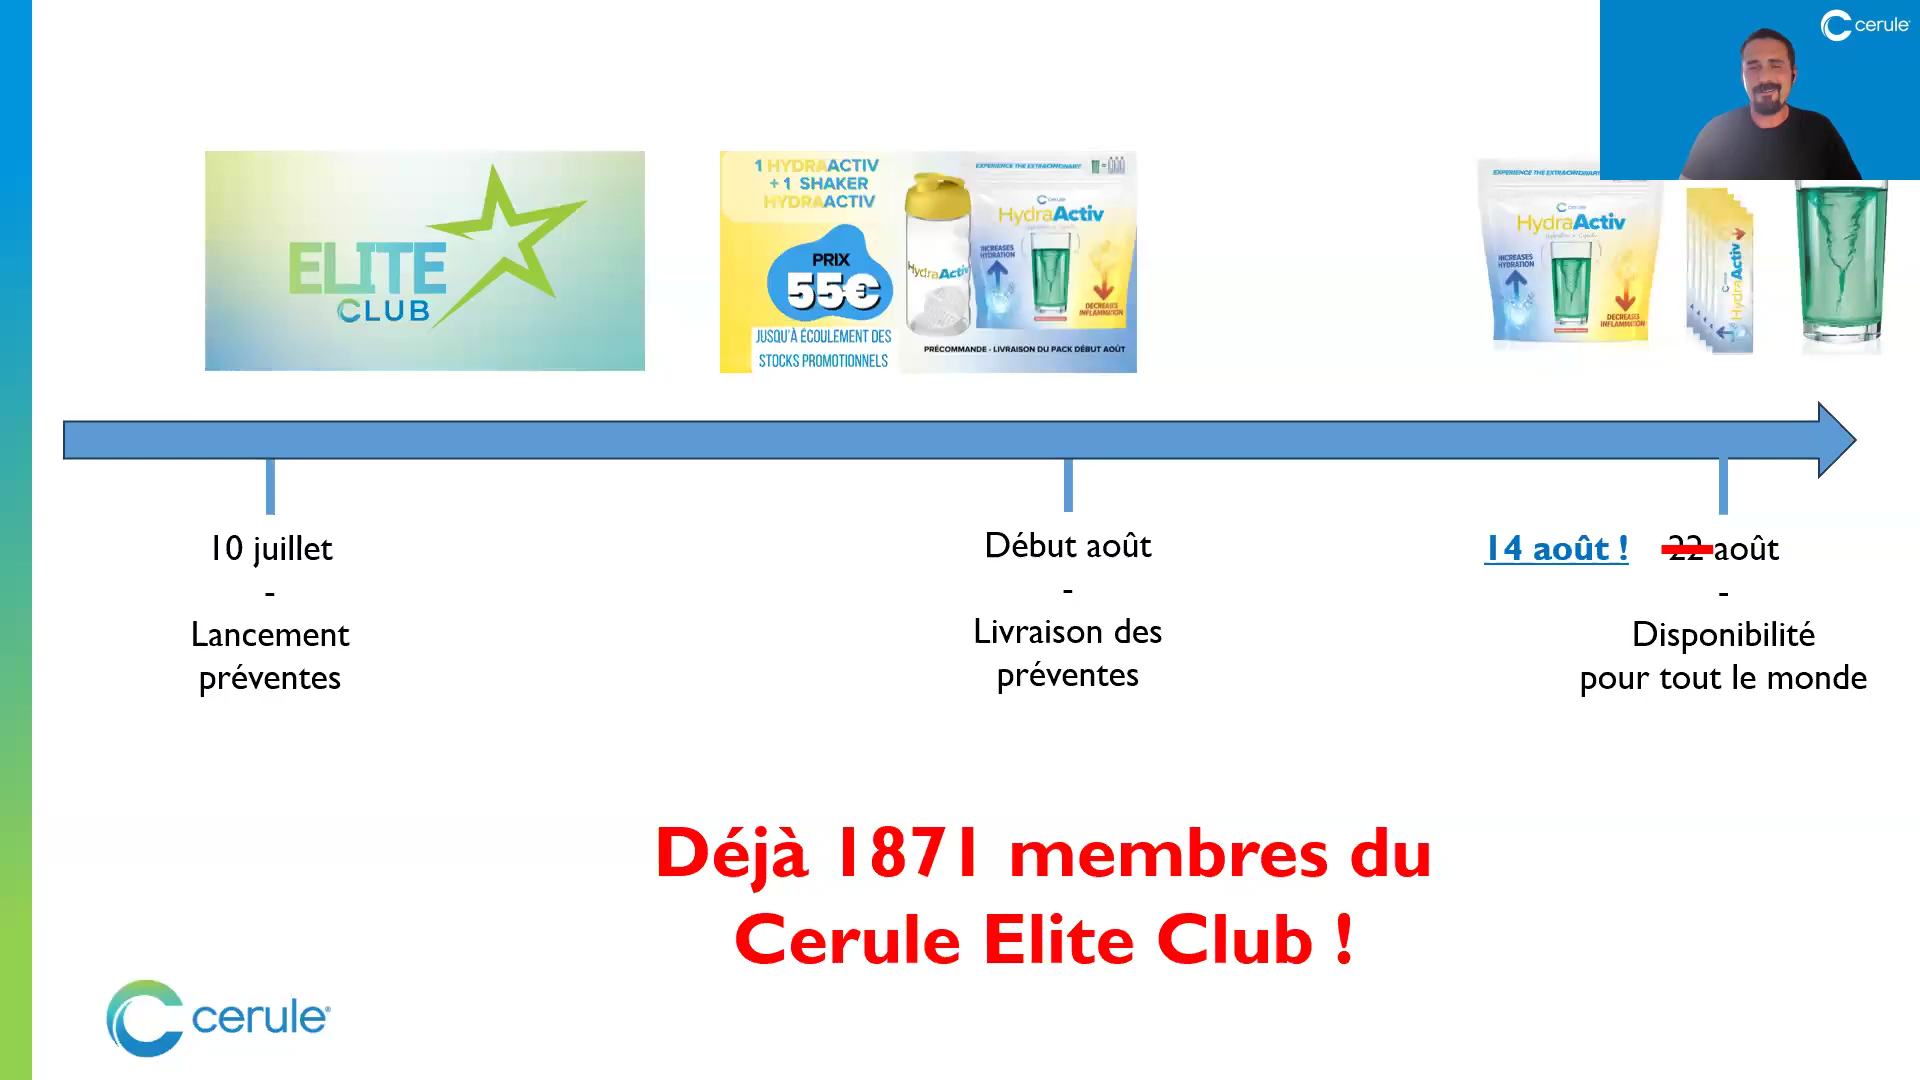 cerule
ELITE
CLUB
1 HYDRAACTIV
+ 1 SHAKER
HYDRAACTIV
PRIX
55€
JUSQU'À ÉCOULEMENT DES
STOCKS PROMOTIONNELS
HydraActiv
EXPERIENCE THE EXTRAORDINARY
cerule
HydraActiv
INCREASES
HYDRATION
DECREASES
INFLAMMATION
PRÉCOMMANDE - LIVRAISON DU PACK DÉBUT AOÛT
EXPERIENCE THE EXTRAORDINARY
cerule
HydraActiv
INCREASES
HYDRATION
DECREASES
INFLAMMATION
HydraActiv
10 juillet
-
Lancement
préventes
Début août
-
Livraison des
préventes
14 août ! 22 août
-
Disponibilité
pour tout le monde
Déjà 1871 membres du
Cerule Elite Club !
cerule